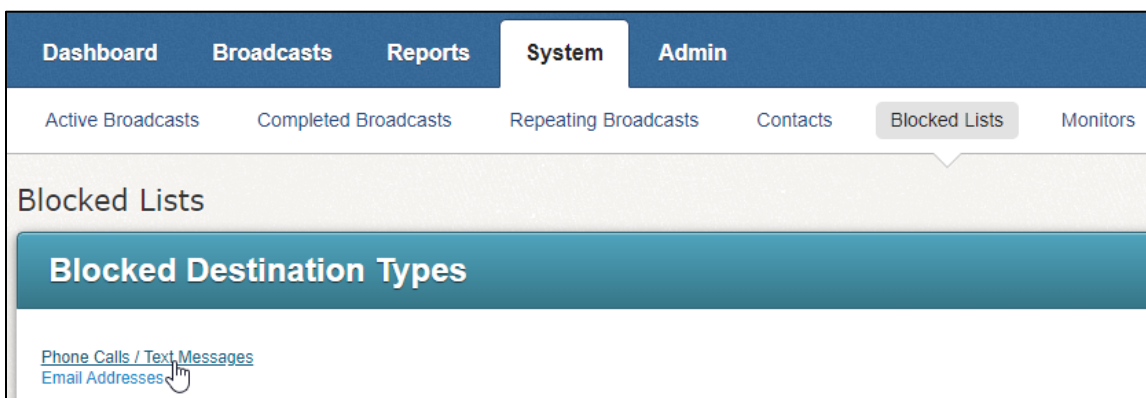 Dashboard Broadcasts Reports System Admin
Active Broadcasts Completed Broadcasts Repeating Broadcasts Contacts Blocked Lists Monitors
Blocked Lists
Blocked Destination Types
Phone Calls / Text Messages
Email Addresses